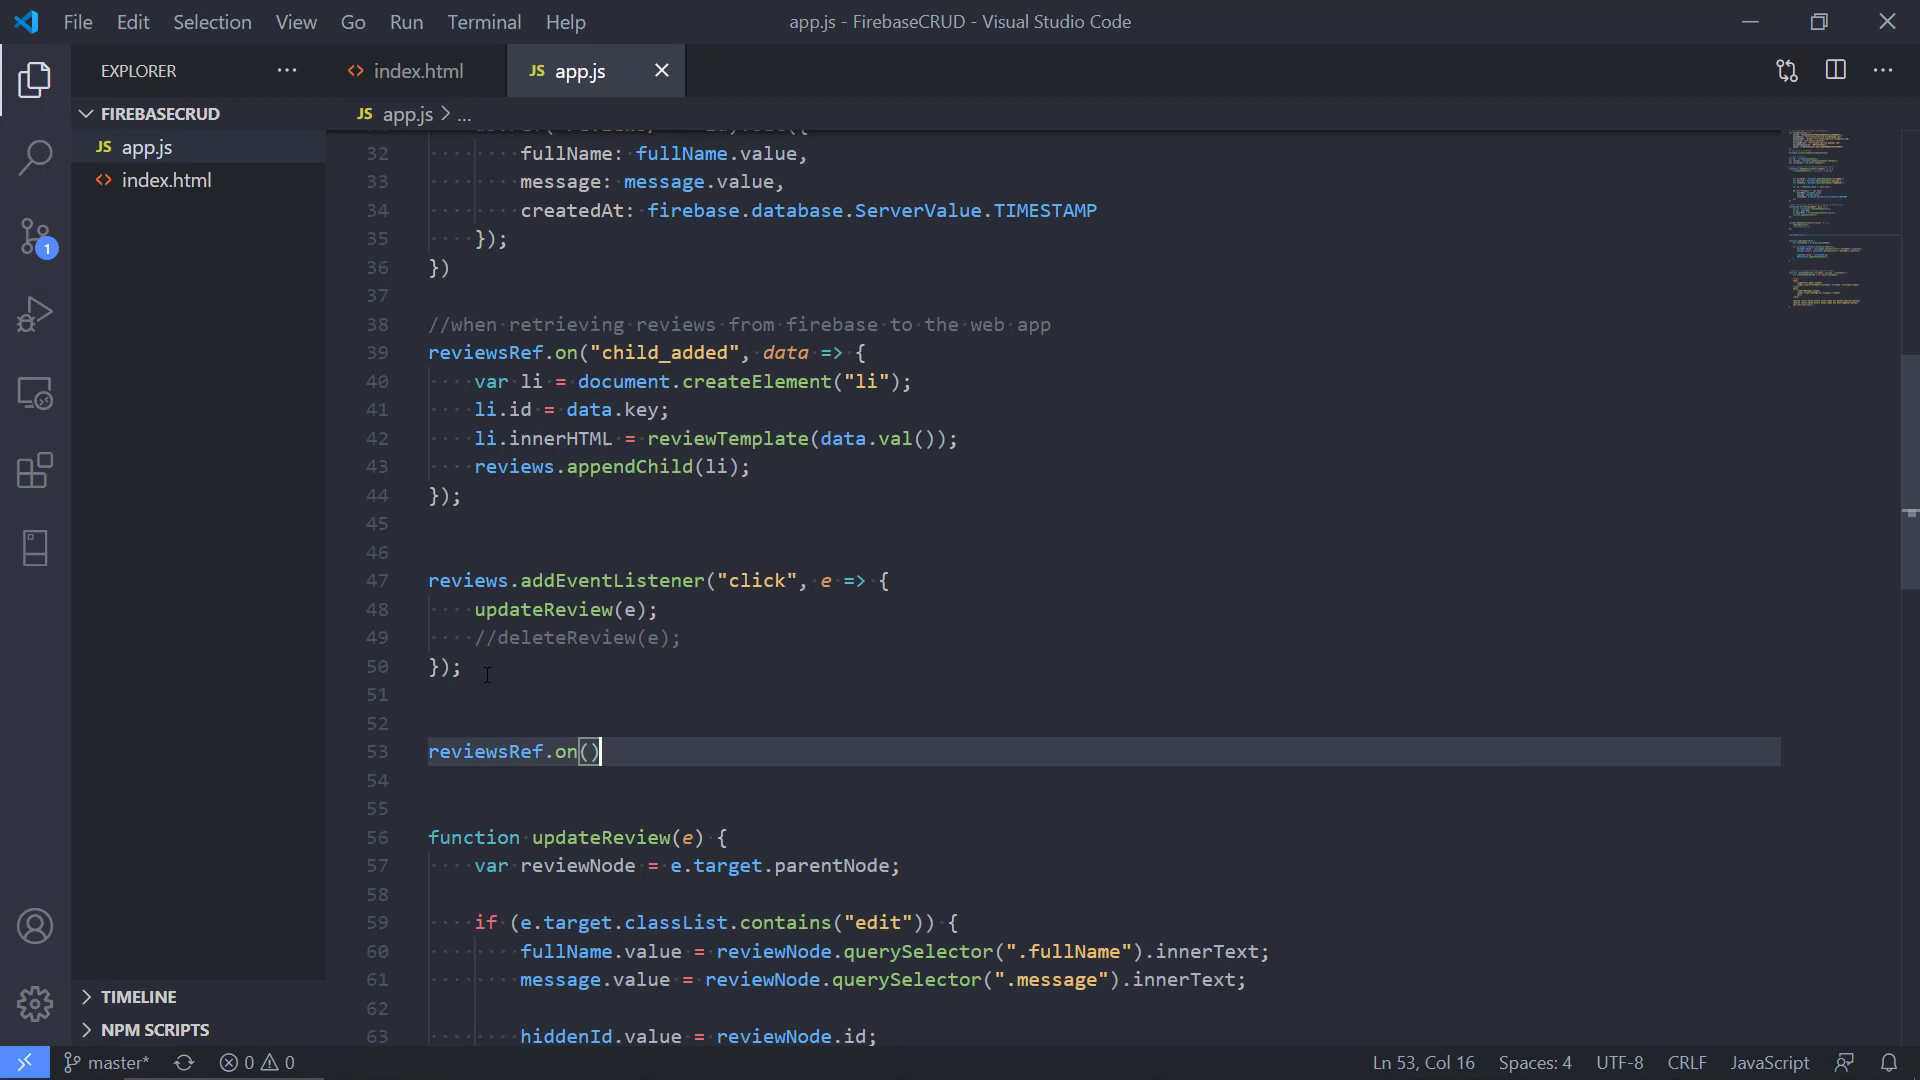 File Edit Selection View Go Run Terminal Help app.js - FirebaseCRUD - Visual Studio Code
EXPLORER
index.html
JS app.js
FIREBASECRUD
JS app.js > ...
JS app.js
index.html
32 fullName: fullName.value,
33 message: message.value,
34 createdAt: firebase.database.ServerValue.TIMESTAMP
35 });
36 })
37
38 //when retrieving reviews from firebase to the web app
39 reviewsRef.on("child_added", data => {
40 var li = document.createElement("li");
41 li.id = data.key;
42 li.innerHTML = reviewTemplate(data.val());
43 reviews.appendChild(li);
44 });
45
46
47 reviews.addEventListener("click", e => {
48 updateReview(e);
49 //deleteReview(e);
50 });
51
52
53 reviewsRef.on()
54
55
56 function updateReview(e) {
57 var reviewNode = e.target.parentNode;
58
59 if (e.target.classList.contains("edit")) {
60 fullName.value = reviewNode.querySelector(".fullName").innerText;
61 message.value = reviewNode.querySelector(".message").innerText;
62
63 hiddenId.value = reviewNode.id;
1
TIMELINE
NPM SCRIPTS
master* 0 0 Ln 53, Col 16 Spaces: 4 UTF-8 CRLF JavaScript